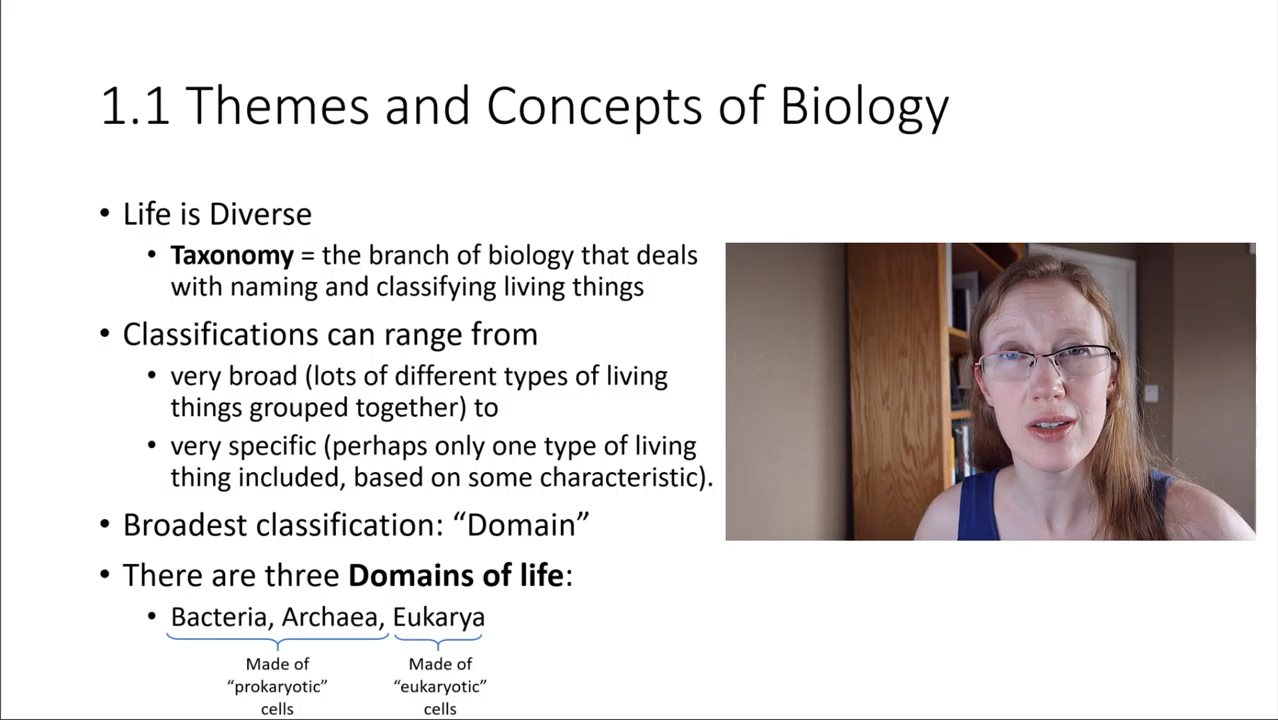 1.1 Themes and Concepts of Biology
• Life is Diverse
• Taxonomy = the branch of biology that deals
with naming and classifying living things
• Classifications can range from
• very broad (lots of different types of living
things grouped together) to
• very specific (perhaps only one type of living
thing included, based on some characteristic).
• Broadest classification: “Domain”
• There are three Domains of life:
• Bacteria, Archaea, Eukarya
Made of
“prokaryotic”
cells
Made of
“eukaryotic”
cells